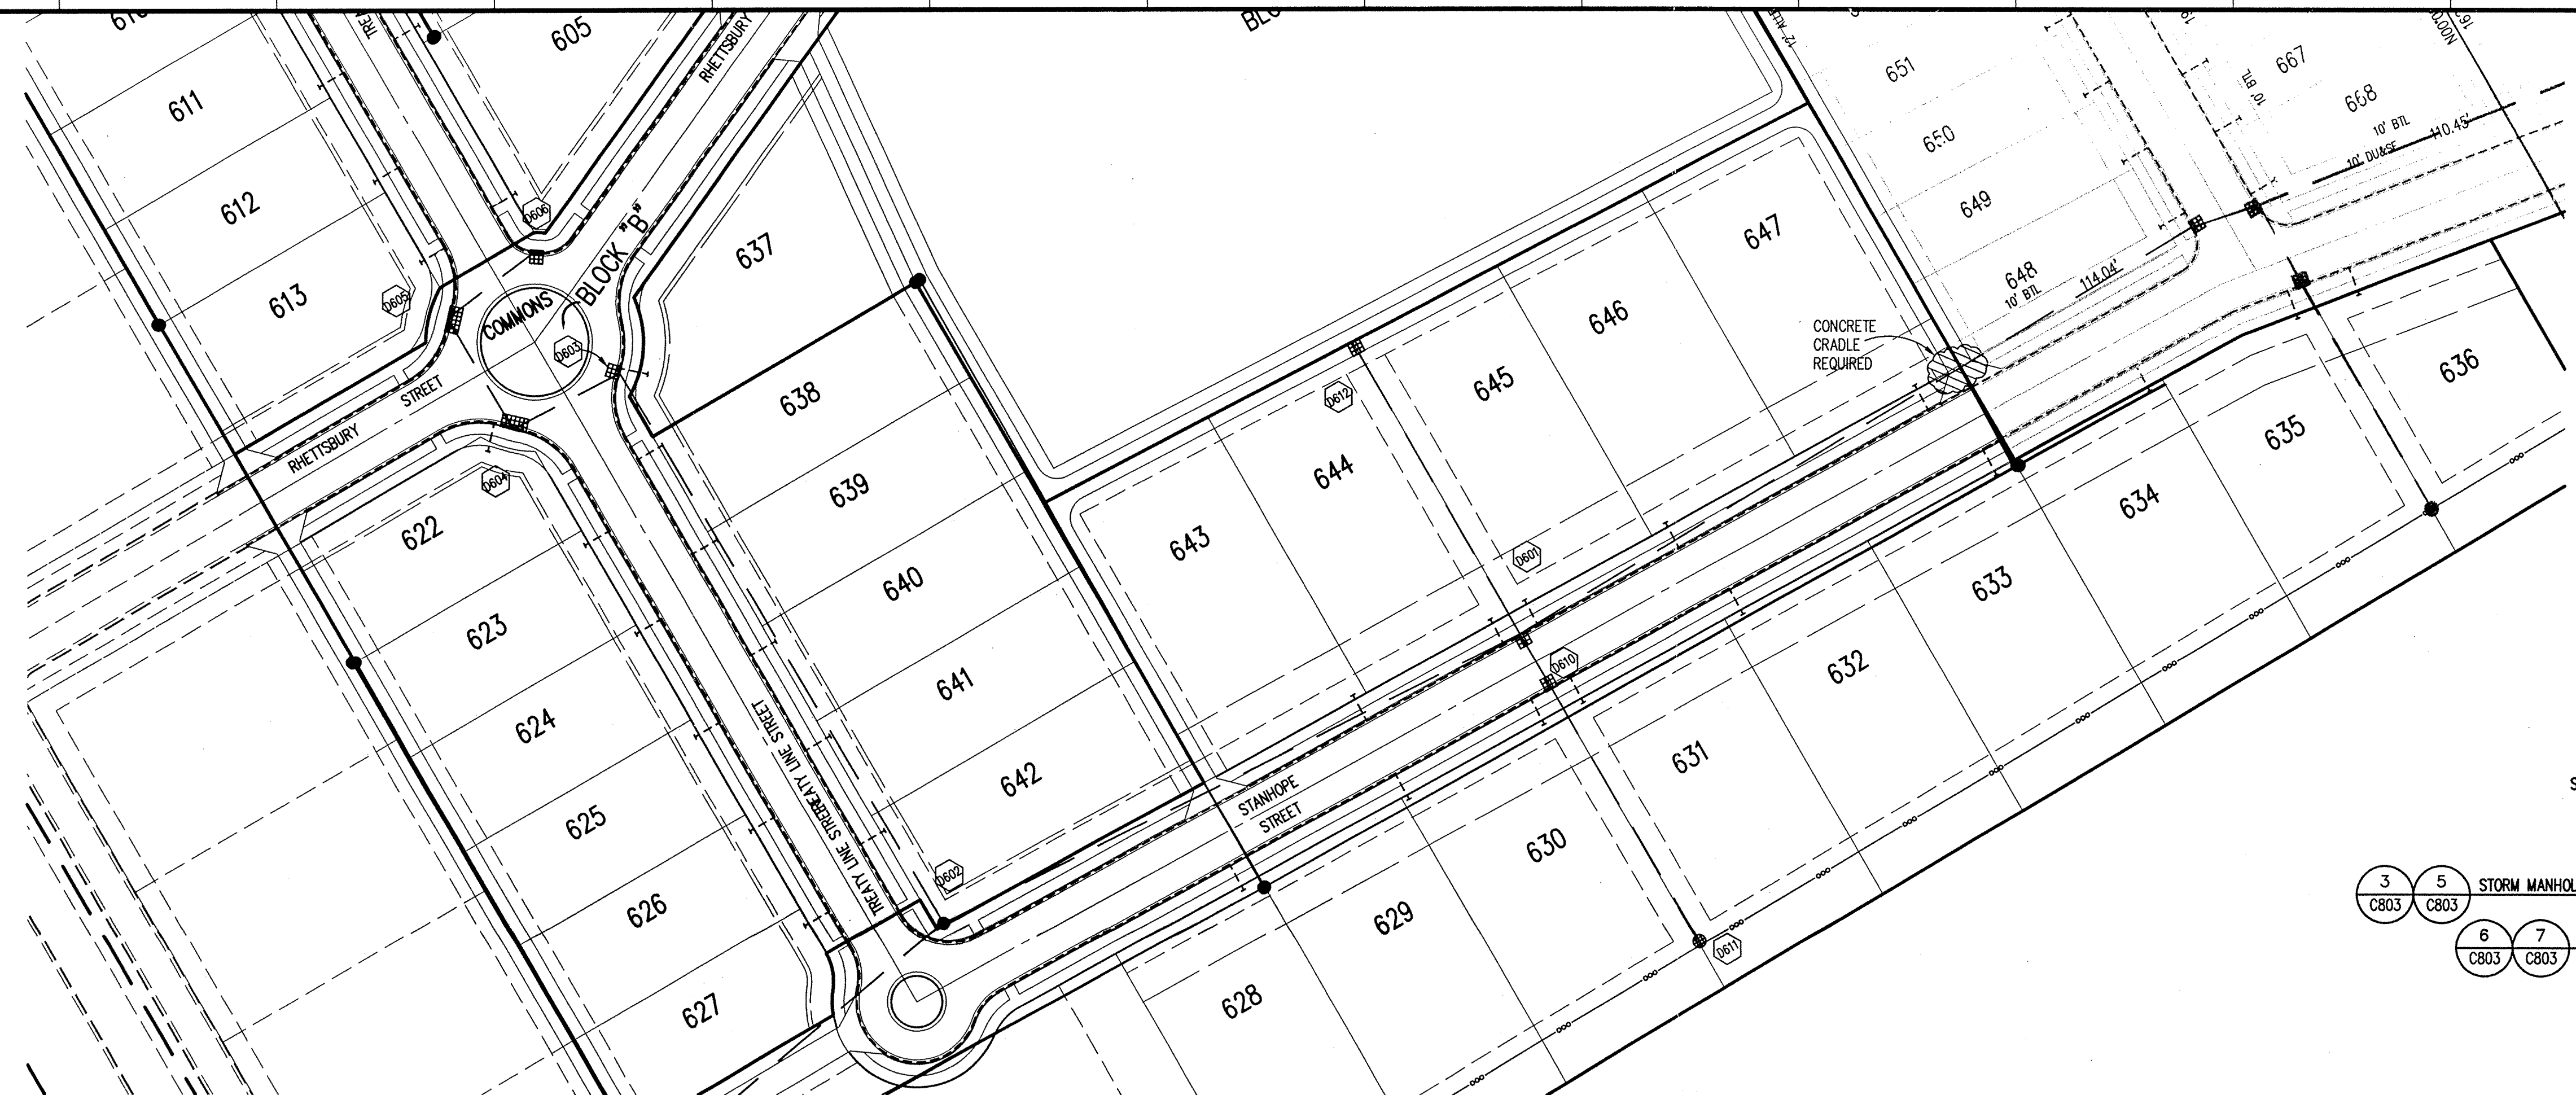 605
RHETTSBURY
611
612
613
D605
D606
BLOCK "B"
COMMONS
D603
637
638
639
640
641
642
RHETTSBURY
STREET
D604
622
623
624
625
626
627
TREATY LINE STREET
TREATY LINE STREET
D602
STANHOPE
STREET
643
644
645
646
647
D612
D601
D610
D611
628
629
630
631
632
633
634
635
636
CONCRETE
CRADLE
REQUIRED
648
10' BTL
114.04'
649
650
651
667
668
10' BTL
10' BTL
110.45'
10' DU&SE
3
C803
5
C803
STORM MANHOL
6
C803
7
C803